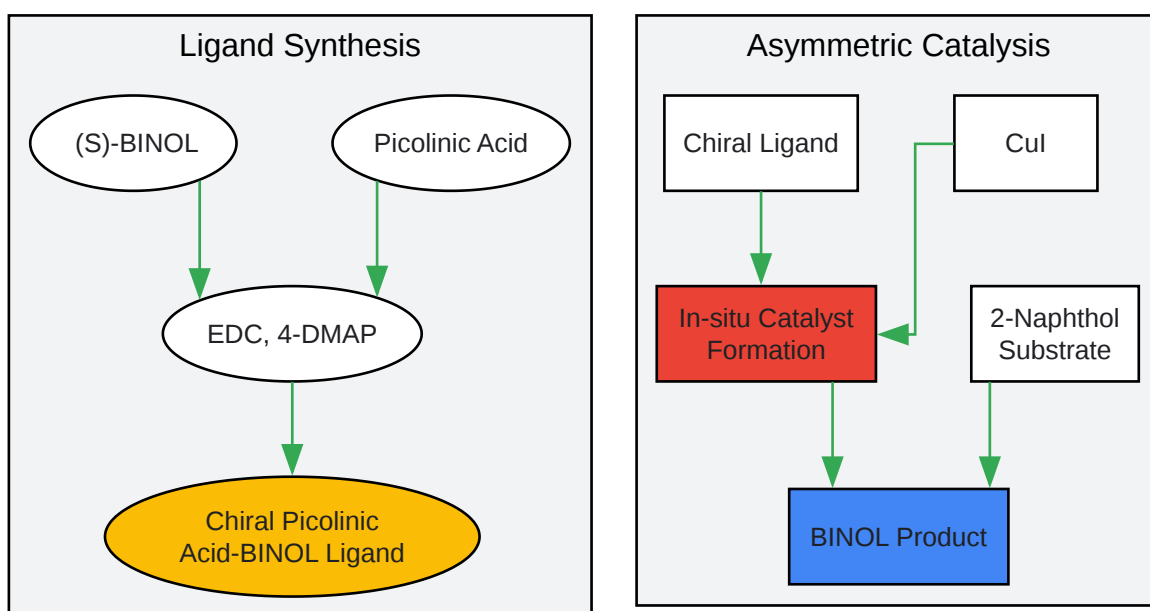 Ligand Synthesis
(S)-BINOL
Picolinic Acid
EDC, 4-DMAP
Chiral Picolinic
Acid-BINOL Ligand
Asymmetric Catalysis
Chiral Ligand
CuI
In-situ Catalyst
Formation
2-Naphthol
Substrate
BINOL Product